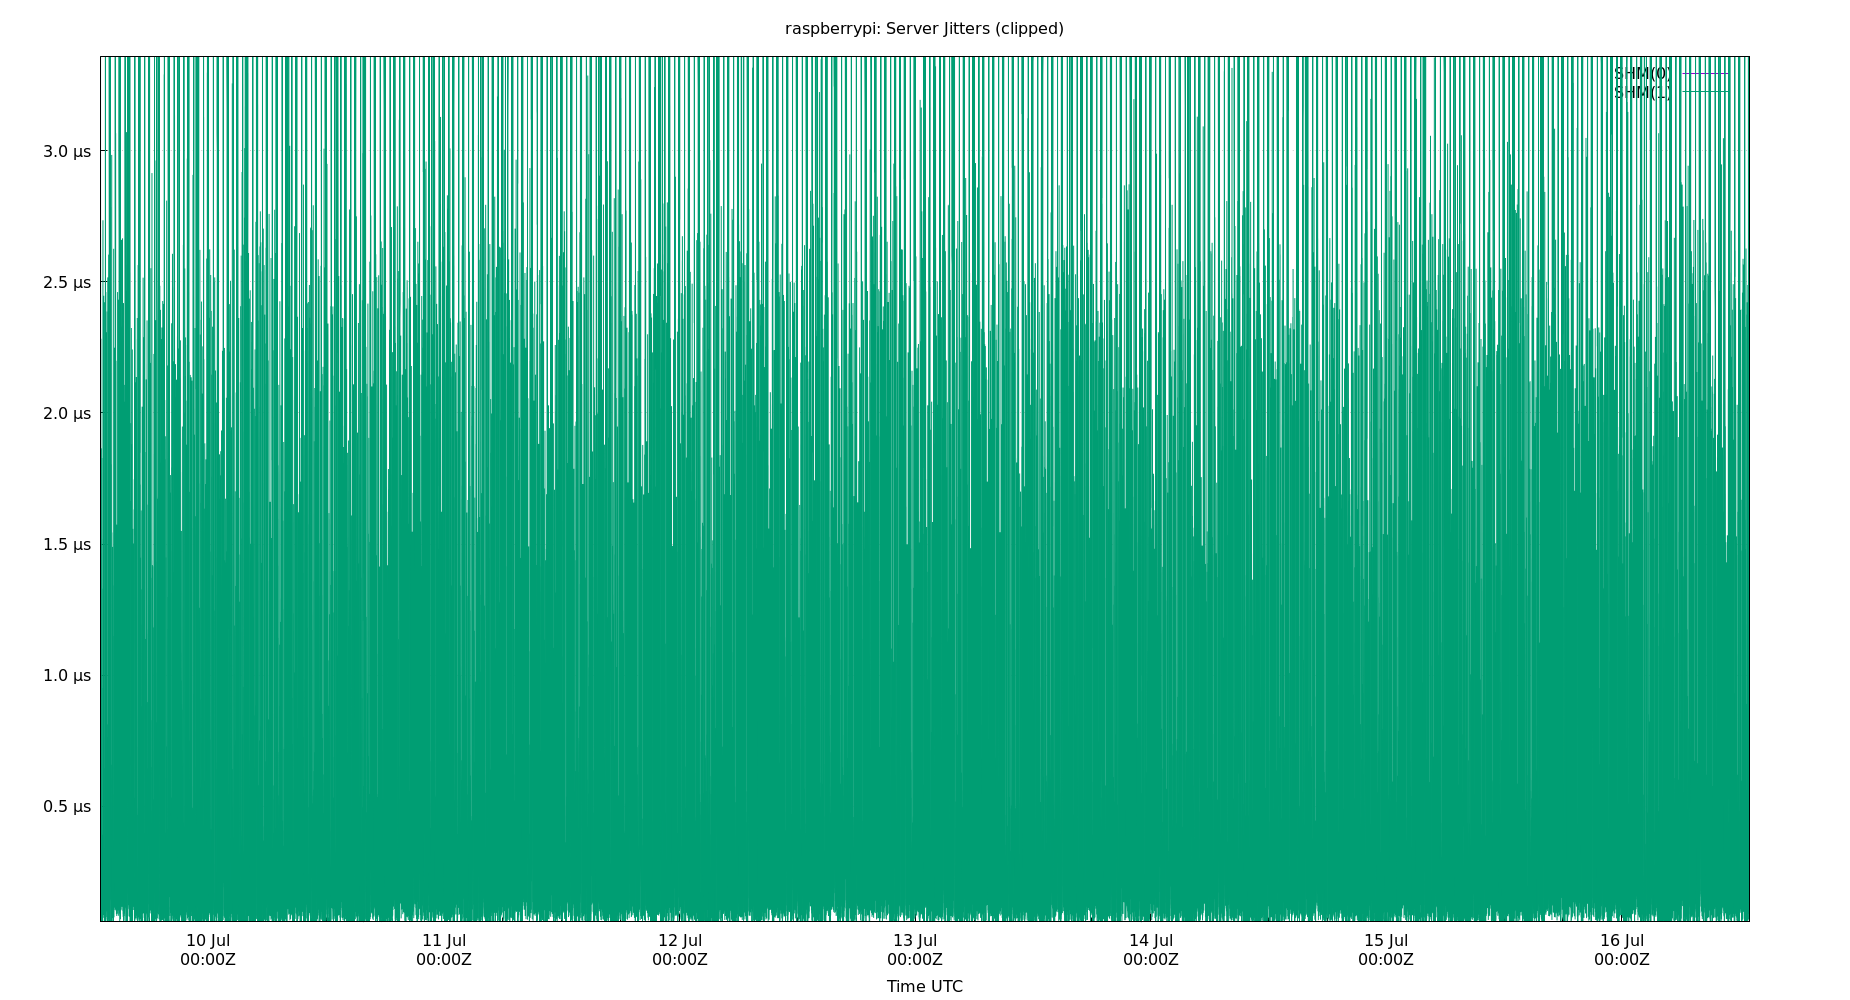 raspberrypi: Server Jitters (clipped)
SHM(0)
SHM(1)
3.0 µs
2.5 µs
2.0 µs
1.5 µs
1.0 µs
0.5 µs
10 Jul 11 Jul 12 Jul 13 Jul 14 Jul 15 Jul 16 Jul
00:00Z 00:00Z 00:00Z 00:00Z 00:00Z 00:00Z 00:00Z
Time UTC